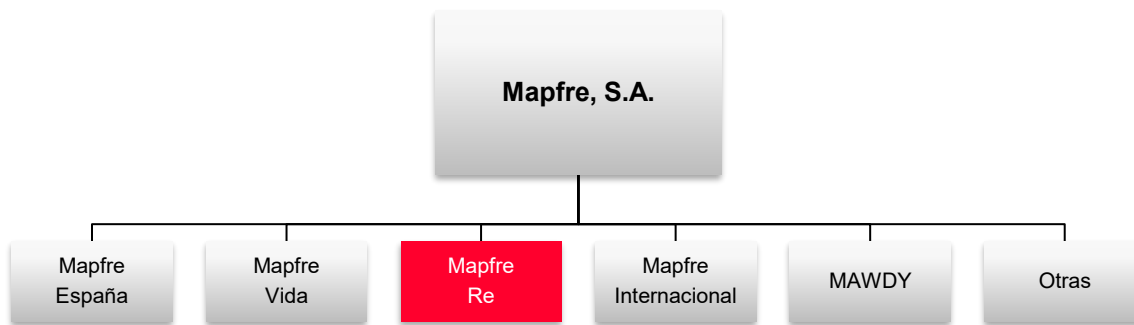 Mapfre, S.A.
Mapfre
España
Mapfre
Vida
Mapfre
Re
Mapfre
Internacional
MAWDY
Otras